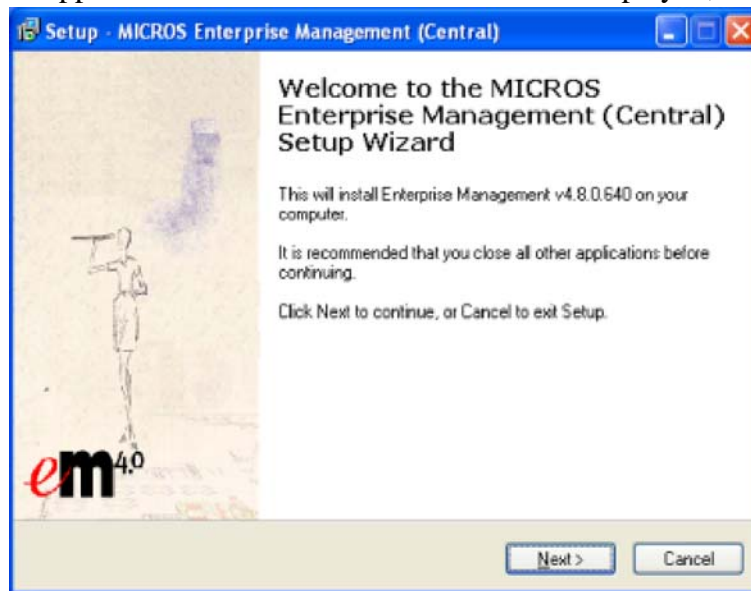 Setup - MICROS Enterprise Management (Central)
Welcome to the MICROS
Enterprise Management (Central)
Setup Wizard
This will install Enterprise Management v4.8.0.640 on your
computer.
It is recommended that you close all other applications before
continuing.
Click Next to continue, or Cancel to exit Setup.
em4.0
Next >
Cancel